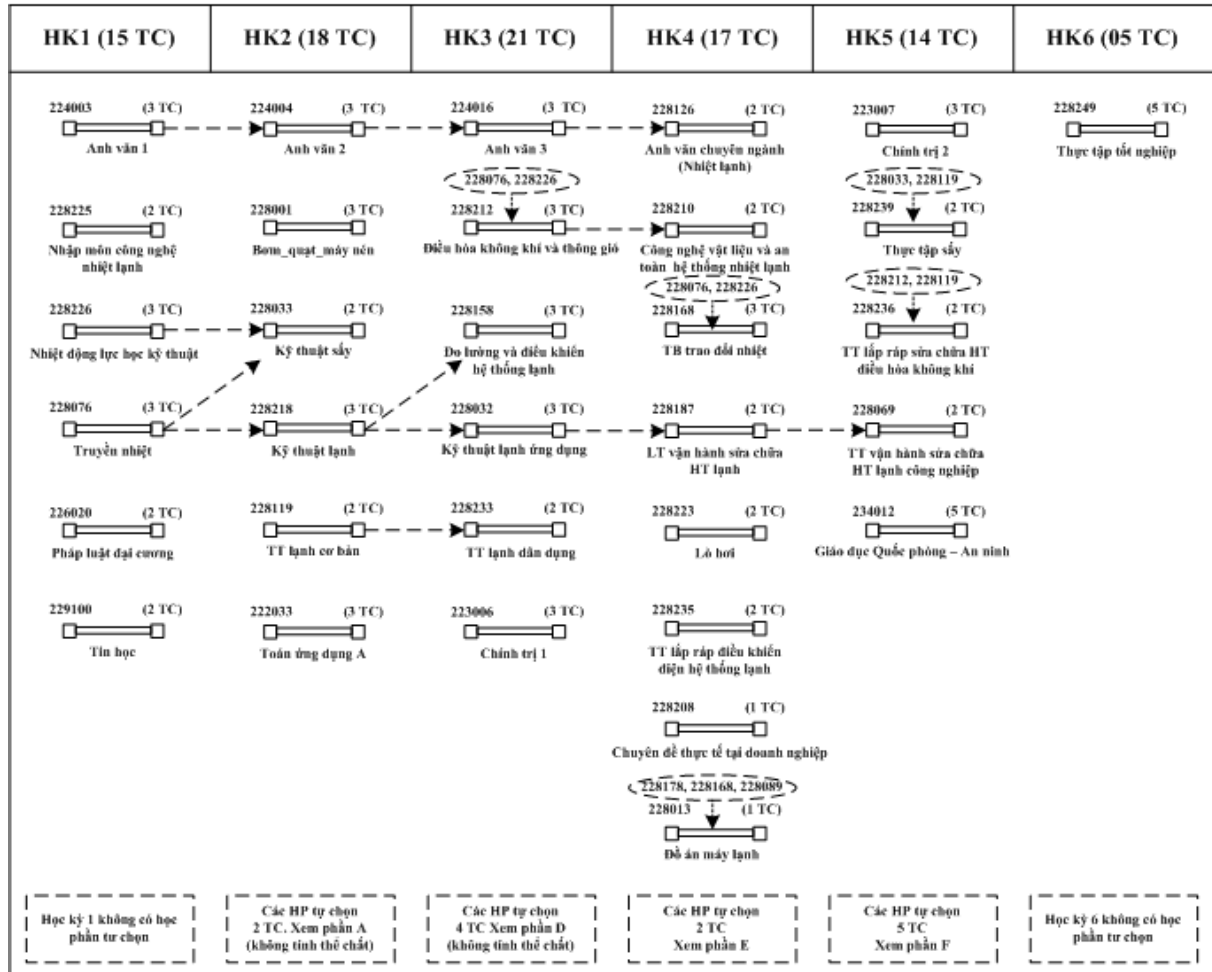 HK1 (15 TC)
HK2 (18 TC)
HK3 (21 TC)
HK4 (17 TC)
HK5 (14 TC)
HK6 (05 TC)
224003 (3 TC)
Anh văn 1
228225 (2 TC)
Nhập môn công nghệ
nhiệt lạnh
228226 (3 TC)
Nhiệt động lực học kỹ thuật
228076 (3 TC)
Truyền nhiệt
226020 (2 TC)
Pháp luật đại cương
229100 (2 TC)
Tin học
Học kỳ 1 không có học
phần tư chọn
224004 (3 TC)
Anh văn 2
228001 (3 TC)
Bơm_quạt_máy nén
228033 (2 TC)
Kỹ thuật sấy
228218 (3 TC)
Kỹ thuật lạnh
228119 (2 TC)
TT lạnh cơ bản
222033 (3 TC)
Toán ứng dụng A
Các HP tự chọn
2 TC. Xem phần A
(không tính thể chất)
224016 (3 TC)
Anh văn 3
228076, 228226
228212 (3 TC)
Điều hòa không khí và thông gió
228158 (3 TC)
Đo lường và điều khiển
hệ thống lạnh
228032 (3 TC)
Kỹ thuật lạnh ứng dụng
228233 (2 TC)
TT lạnh dân dụng
223006 (3 TC)
Chính trị 1
Các HP tự chọn
4 TC Xem phần D
(không tính thể chất)
228126 (2 TC)
Anh văn chuyên ngành
(Nhiệt lạnh)
228210 (2 TC)
Công nghệ vật liệu và an
toàn hệ thống nhiệt lạnh
228076, 228226
228168 (3 TC)
TB trao đổi nhiệt
228187 (2 TC)
LT vận hành sửa chữa
HT lạnh
228223 (2 TC)
Lò hơi
228235 (2 TC)
TT lắp ráp điều khiển
điện hệ thống lạnh
228208 (1 TC)
Chuyên đề thực tế tại doanh nghiệp
228178, 228168, 228089
228013 (1 TC)
Đồ án máy lạnh
Các HP tự chọn
2 TC
Xem phần E
223007 (3 TC)
Chính trị 2
228033, 228119
228239 (2 TC)
Thực tập sấy
228212, 228119
228236 (2 TC)
TT lắp ráp sửa chữa HT
điều hòa không khí
228069 (2 TC)
TT vận hành sửa chữa
HT lạnh công nghiệp
234012 (5 TC)
Giáo dục Quốc phòng – An ninh
Các HP tự chọn
5 TC
Xem phần F
228249 (5 TC)
Thực tập tốt nghiệp
Học kỳ 6 không có học
phần tư chọn